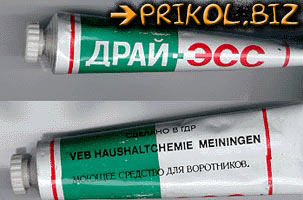 PRIKOL.BIZ
ДРАЙ-ЭСС
СДЕЛАНО В ГДР
VEB HAUSHALTCHEMIE MEININGEN
МОЮЩЕЕ СРЕДСТВО ДЛЯ ВОРОТНИКОВ.